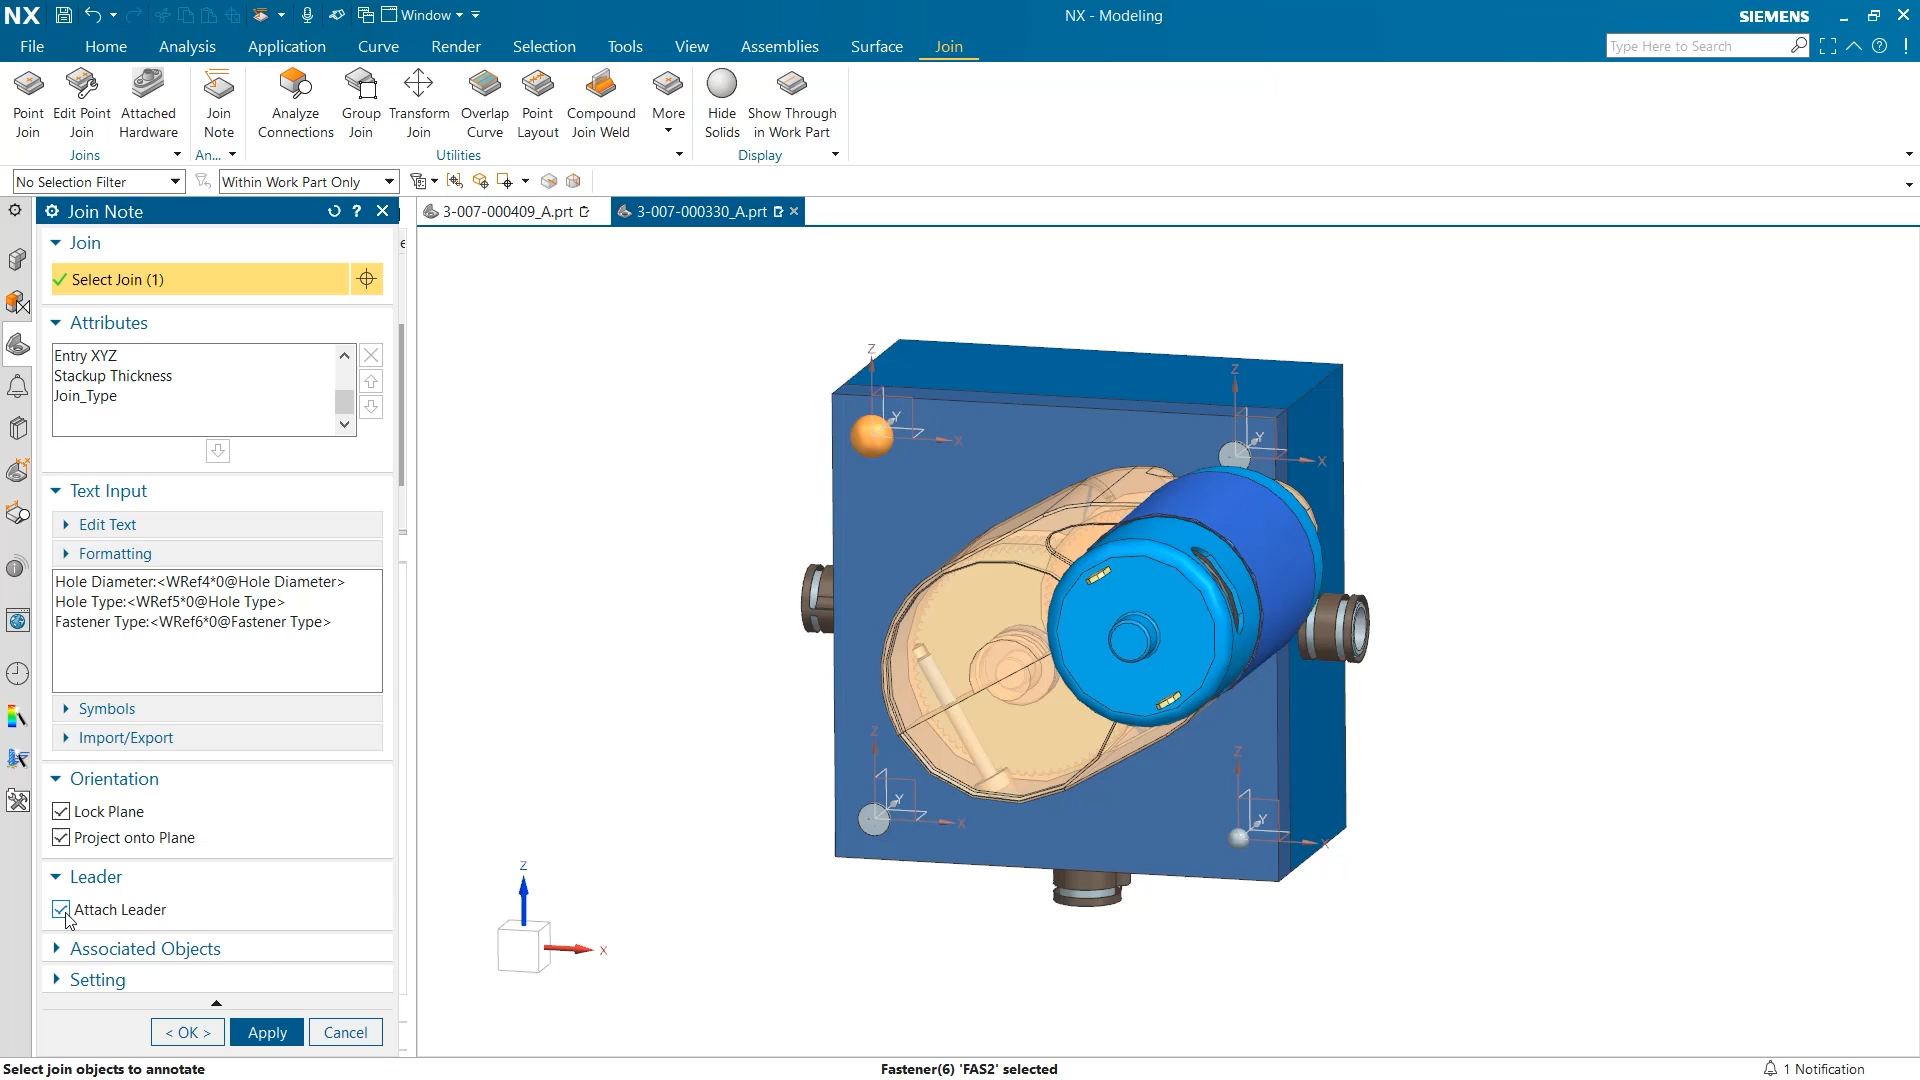 NX
Window
NX - Modeling
SIEMENS
File
Home
Analysis
Application
Curve
Render
Selection
Tools
View
Assemblies
Surface
Join
Type Here to Search
Point Join
Edit Point Join
Attached Hardware
Join Note
Analyze Connections
Group Join
Transform Join
Overlap Curve
Point Layout
Compound Join Weld
More
Hide Solids
Show Through in Work Part
Joins
An...
Utilities
Display
No Selection Filter
Within Work Part Only
Join Note
3-007-000409_A.prt
3-007-000330_A.prt
Join
Select Join (1)
Attributes
Entry XYZ
Stackup Thickness
Join_Type
Text Input
Edit Text
Formatting
Hole Diameter:<WRef4*0@Hole Diameter>
Hole Type:<WRef5*0@Hole Type>
Fastener Type:<WRef6*0@Fastener Type>
Symbols
Import/Export
Orientation
Lock Plane
Project onto Plane
Leader
Attach Leader
Associated Objects
Setting
< OK >
Apply
Cancel
Z
Y
X
Z
Y
X
Z
Y
X
Z
Y
X
Z
X
Select join objects to annotate
Fastener(6) 'FAS2' selected
1 Notification